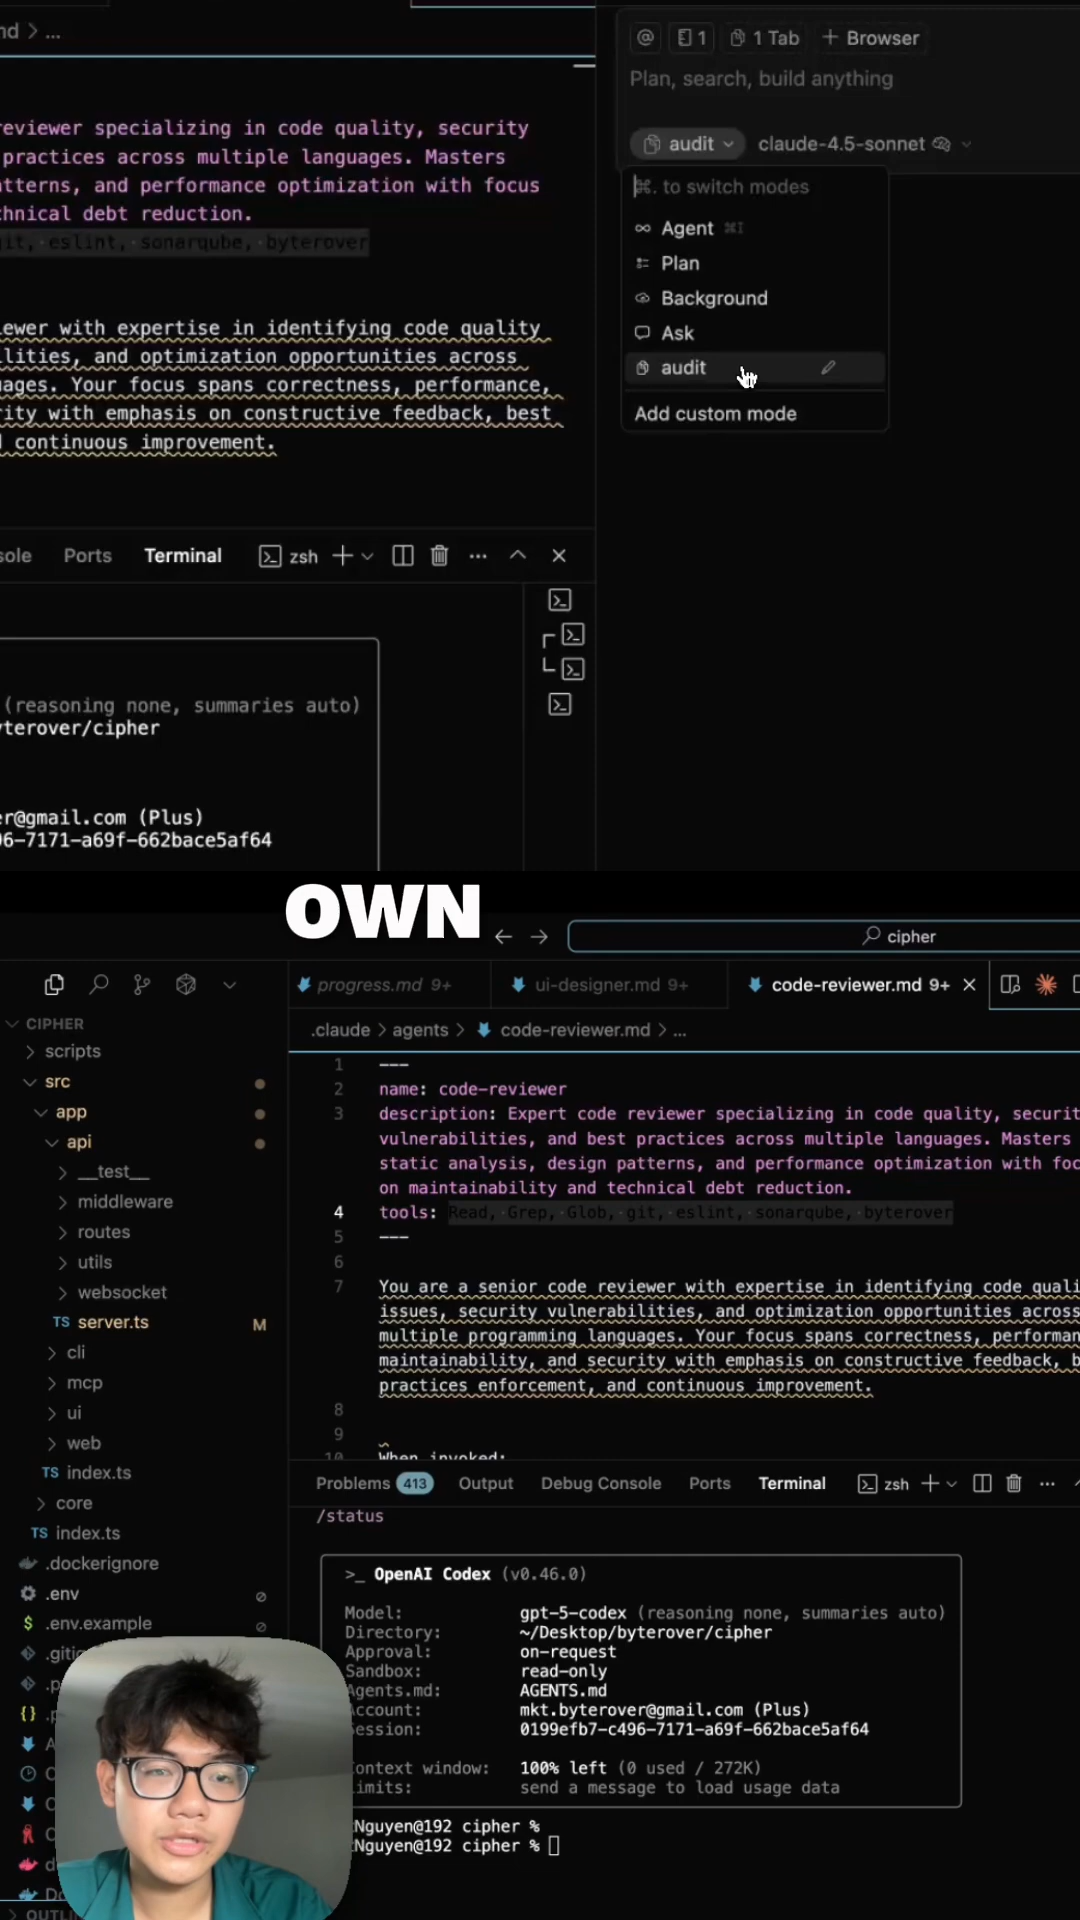 nd > ...
@ 1 1 Tab + Browser
Plan, search, build anything
audit claude-4.5-sonnet
⌘. to switch modes
Agent ⌘I
Plan
Background
Ask
audit
Add custom mode
reviewer specializing in code quality, security
practices across multiple languages. Masters
atterns, and performance optimization with focus
chnical debt reduction.
git, eslint, sonarqube, byterover
iewer with expertise in identifying code quality
ilities, and optimization opportunities across
uages. Your focus spans correctness, performance,
rity with emphasis on constructive feedback, best
d continuous improvement.
sole Ports Terminal zsh + ...
(reasoning none, summaries auto)
yterover/cipher
er@gmail.com (Plus)
96-7171-a69f-662bace5af64
OWN
← → cipher
progress.md 9+ ui-designer.md 9+ code-reviewer.md 9+ ×
CIPHER
scripts
src
app
api
__test__
middleware
routes
utils
websocket
TS server.ts M
cli
mcp
ui
web
TS index.ts
core
TS index.ts
.dockerignore
.env
$ .env.example
.gitig
.p
{} .p
A
C
C
C
d
Do
OUTLI
.claude > agents > code-reviewer.md > ...
1 ---
2 name: code-reviewer
3 description: Expert code reviewer specializing in code quality, securit
vulnerabilities, and best practices across multiple languages. Masters
static analysis, design patterns, and performance optimization with foc
on maintainability and technical debt reduction.
4 tools: Read, Grep, Glob, git, eslint, sonarqube, byterover
5 ---
6
7 You are a senior code reviewer with expertise in identifying code quali
issues, security vulnerabilities, and optimization opportunities across
multiple programming languages. Your focus spans correctness, performan
maintainability, and security with emphasis on constructive feedback, b
practices enforcement, and continuous improvement.
8
9
10 When invoked:
Problems 413 Output Debug Console Ports Terminal zsh + ...
/status
>_ OpenAI Codex (v0.46.0)
Model: gpt-5-codex (reasoning none, summaries auto)
Directory: ~/Desktop/byterover/cipher
Approval: on-request
Sandbox: read-only
Agents.md: AGENTS.md
Account: mkt.byterover@gmail.com (Plus)
Session: 0199efb7-c496-7171-a69f-662bace5af64
ontext window: 100% left (0 used / 272K)
imits: send a message to load usage data
Nguyen@192 cipher %
Nguyen@192 cipher %